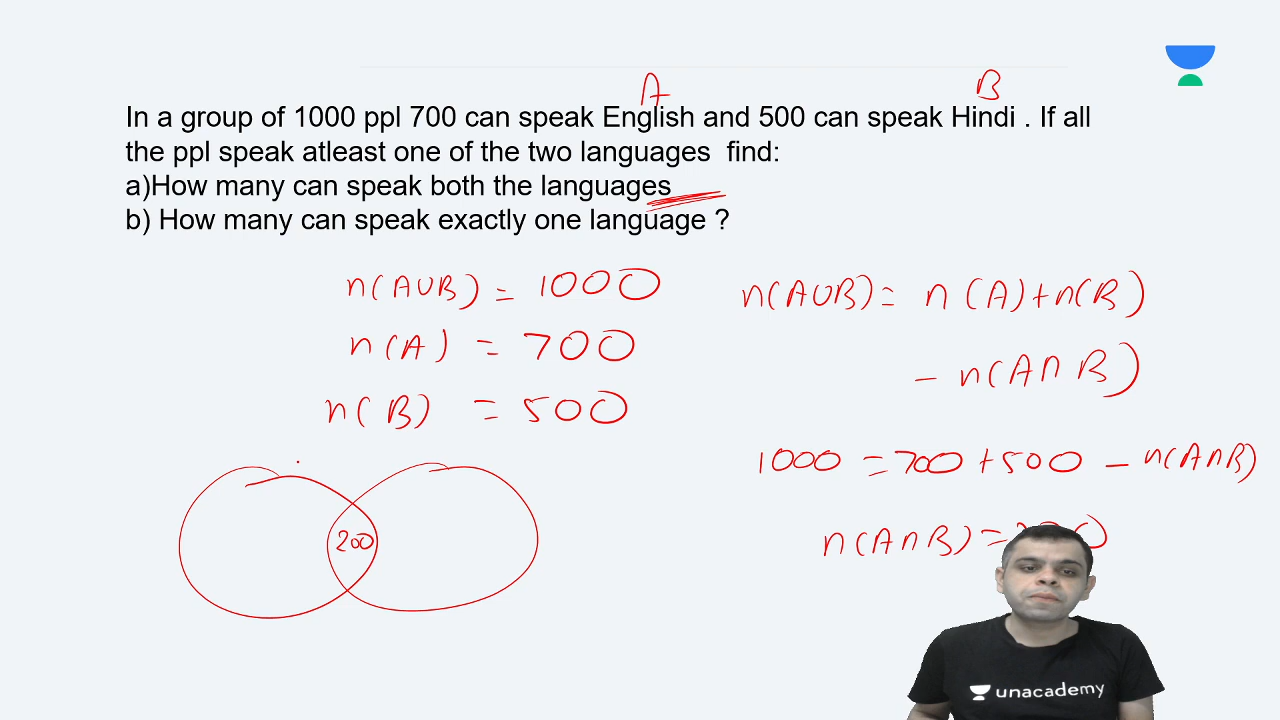 A B
In a group of 1000 ppl 700 can speak English and 500 can speak Hindi . If all
the ppl speak atleast one of the two languages find:
a)How many can speak both the languages
b) How many can speak exactly one language ?
n(A∪B) = 1000
n(A) = 700
n(B) = 500
200
n(A∪B) = n(A)+n(B)
- n(A∩B)
1000 = 700 + 500 - n(A∩B)
n(A∩B) =
unacademy